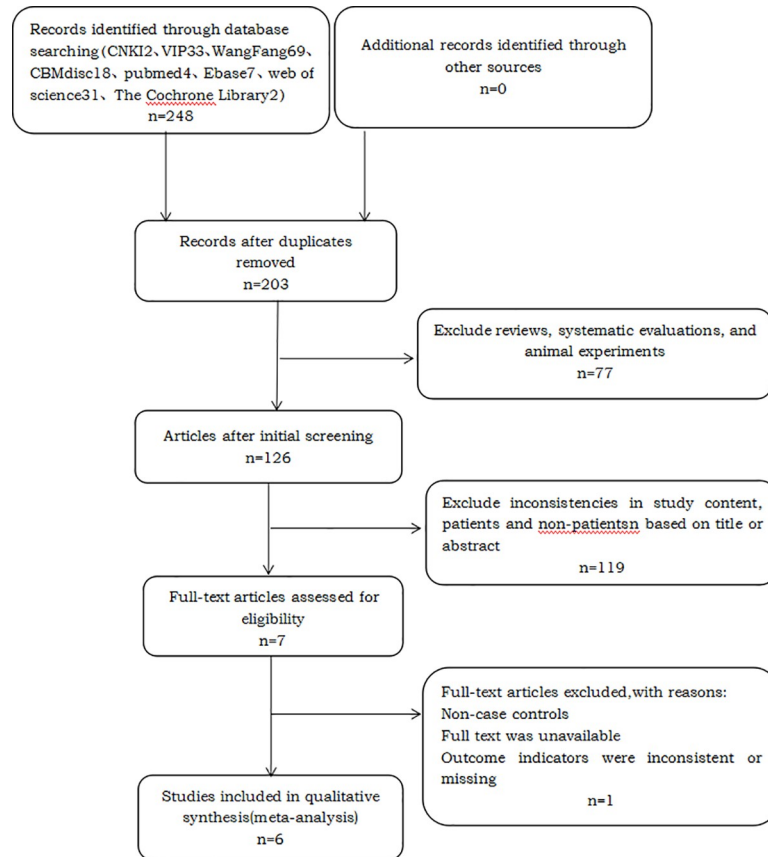 Records identified through database
searching(CNKI2、VIP33、WangFang69、
CBMdisc18、pubmed4、Ebase7、web of
science31、The Cochrone Library2)
n=248
Additional records identified through
other sources
n=0
Records after duplicates
removed
n=203
Exclude reviews, systematic evaluations, and
animal experiments
n=77
Articles after initial screening
n=126
Exclude inconsistencies in study content,
patients and non-patientsn based on title or
abstract
n=119
Full-text articles assessed for
eligibility
n=7
Full-text articles excluded,with reasons:
Non-case controls
Full text was unavailable
Outcome indicators were inconsistent or
missing
n=1
Studies included in qualitative
synthesis(meta-analysis)
n=6